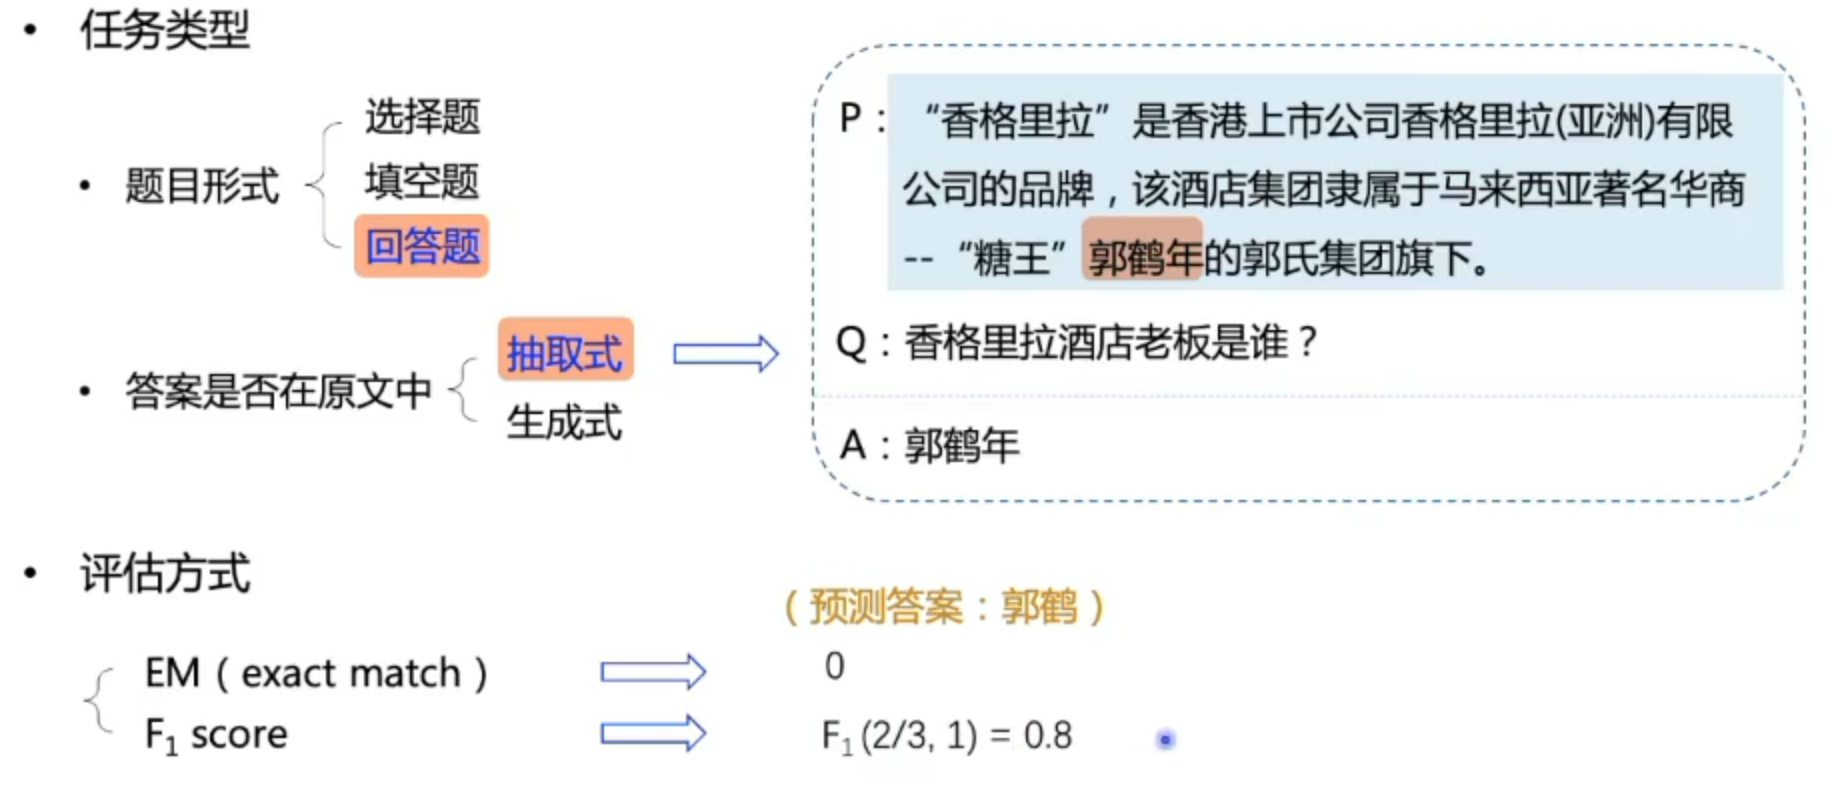 • 任务类型
• 题目形式
选择题
填空题
回答题
• 答案是否在原文中
抽取式
生成式
P：“香格里拉”是香港上市公司香格里拉(亚洲)有限
公司的品牌，该酒店集团隶属于马来西亚著名华商
--“糖王”郭鹤年的郭氏集团旗下。
Q：香格里拉酒店老板是谁？
A：郭鹤年
• 评估方式
（预测答案：郭鹤）
EM（exact match） 0
F₁ score F₁ (2/3, 1) = 0.8